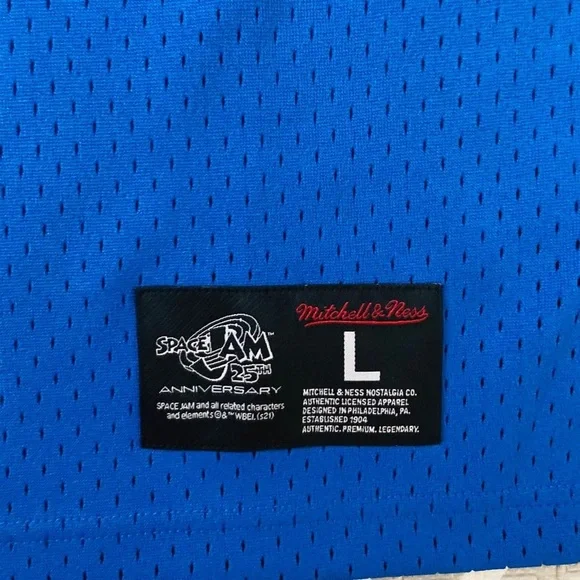 SPACE JAM™
25TH
ANNIVERSARY
SPACE JAM and all related characters
and elements ©&™ WBEI. (s21)
Mitchell & Ness
L
MITCHELL & NESS NOSTALGIA CO.
AUTHENTIC LICENSED APPAREL
DESIGNED IN PHILADELPHIA, PA.
ESTABLISHED 1904
AUTHENTIC. PREMIUM. LEGENDARY.